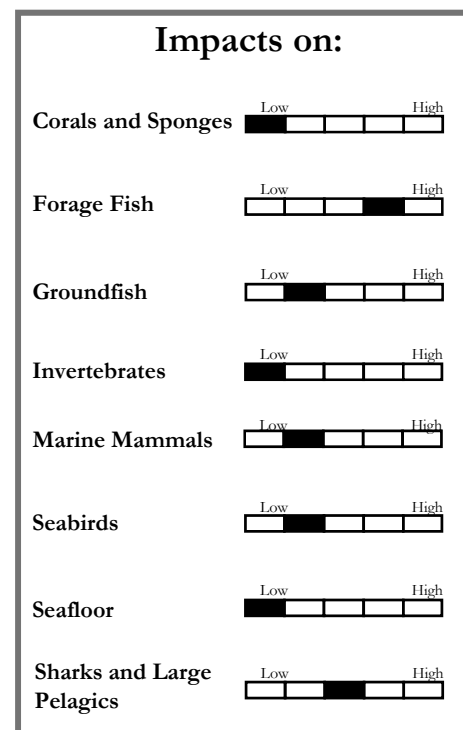 Impacts on:
Low High
Corals and Sponges
Low High
Forage Fish
Low High
Groundfish
Low High
Invertebrates
Low High
Marine Mammals
Low High
Seabirds
Low High
Seafloor
Sharks and Large Low High
Pelagics